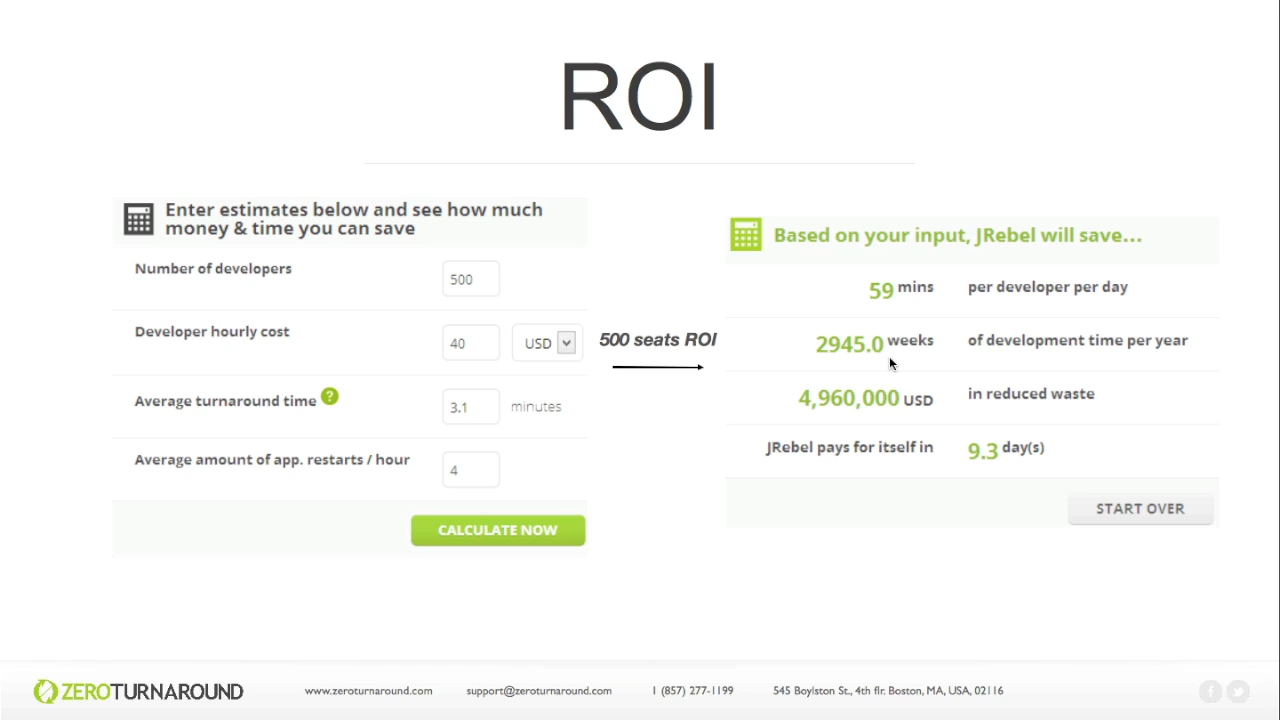 ROI
Enter estimates below and see how much
money & time you can save
Number of developers
500
Developer hourly cost
40
USD
Average turnaround time ?
3.1
minutes
Average amount of app. restarts / hour
4
CALCULATE NOW
500 seats ROI
Based on your input, JRebel will save...
59 mins per developer per day
2945.0 weeks of development time per year
4,960,000 USD in reduced waste
JRebel pays for itself in 9.3 day(s)
START OVER
ZEROTURNAROUND www.zeroturnaround.com support@zeroturnaround.com 1 (857) 277-1199 545 Boylston St., 4th flr. Boston, MA, USA, 02116